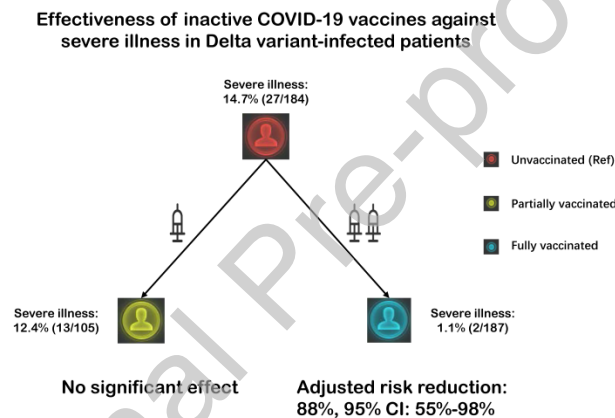 Effectiveness of inactive COVID-19 vaccines against
severe illness in Delta variant-infected patients
Severe illness:
14.7% (27/184)
Unvaccinated (Ref)
Partially vaccinated
Fully vaccinated
Severe illness:
12.4% (13/105)
Severe illness:
1.1% (2/187)
No significant effect
Adjusted risk reduction:
88%, 95% CI: 55%-98%